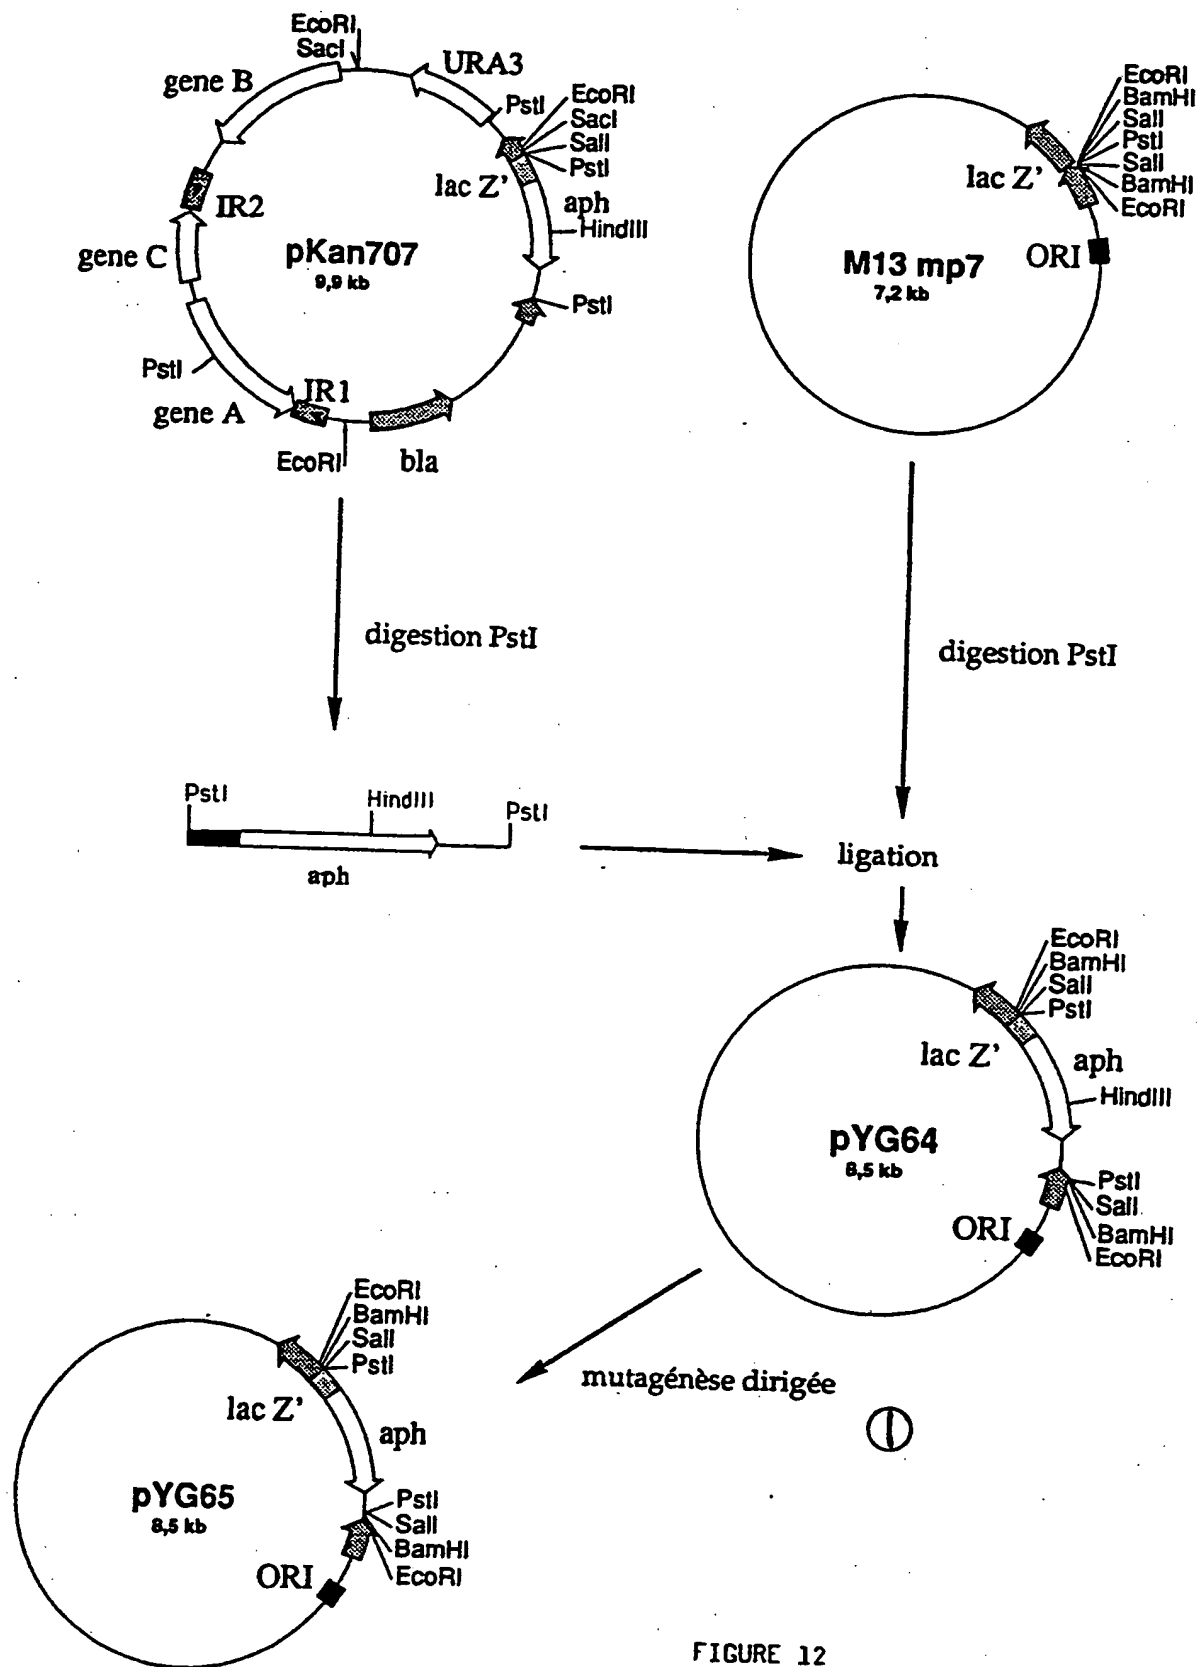 EcoRI
SacI
gene B
URA3
PstI
EcoRI
SacI
SalI
PstI
lac Z'
aph
HindIII
IR2
pKan707
9,9 kb
gene C
PstI
PstI
IR1
gene A
EcoRI
bla
EcoRI
BamHI
SalI
PstI
SalI
BamHI
EcoRI
lac Z'
ORI
M13 mp7
7,2 kb
digestion PstI
digestion PstI
PstI
HindIII
PstI
aph
ligation
EcoRI
BamHI
SalI
PstI
lac Z'
aph
HindIII
pYG64
8,5 kb
PstI
SalI
BamHI
EcoRI
ORI
mutagénèse dirigée
1
EcoRI
BamHI
SalI
PstI
lac Z'
aph
pYG65
8,5 kb
PstI
SalI
BamHI
EcoRI
ORI
FIGURE 12